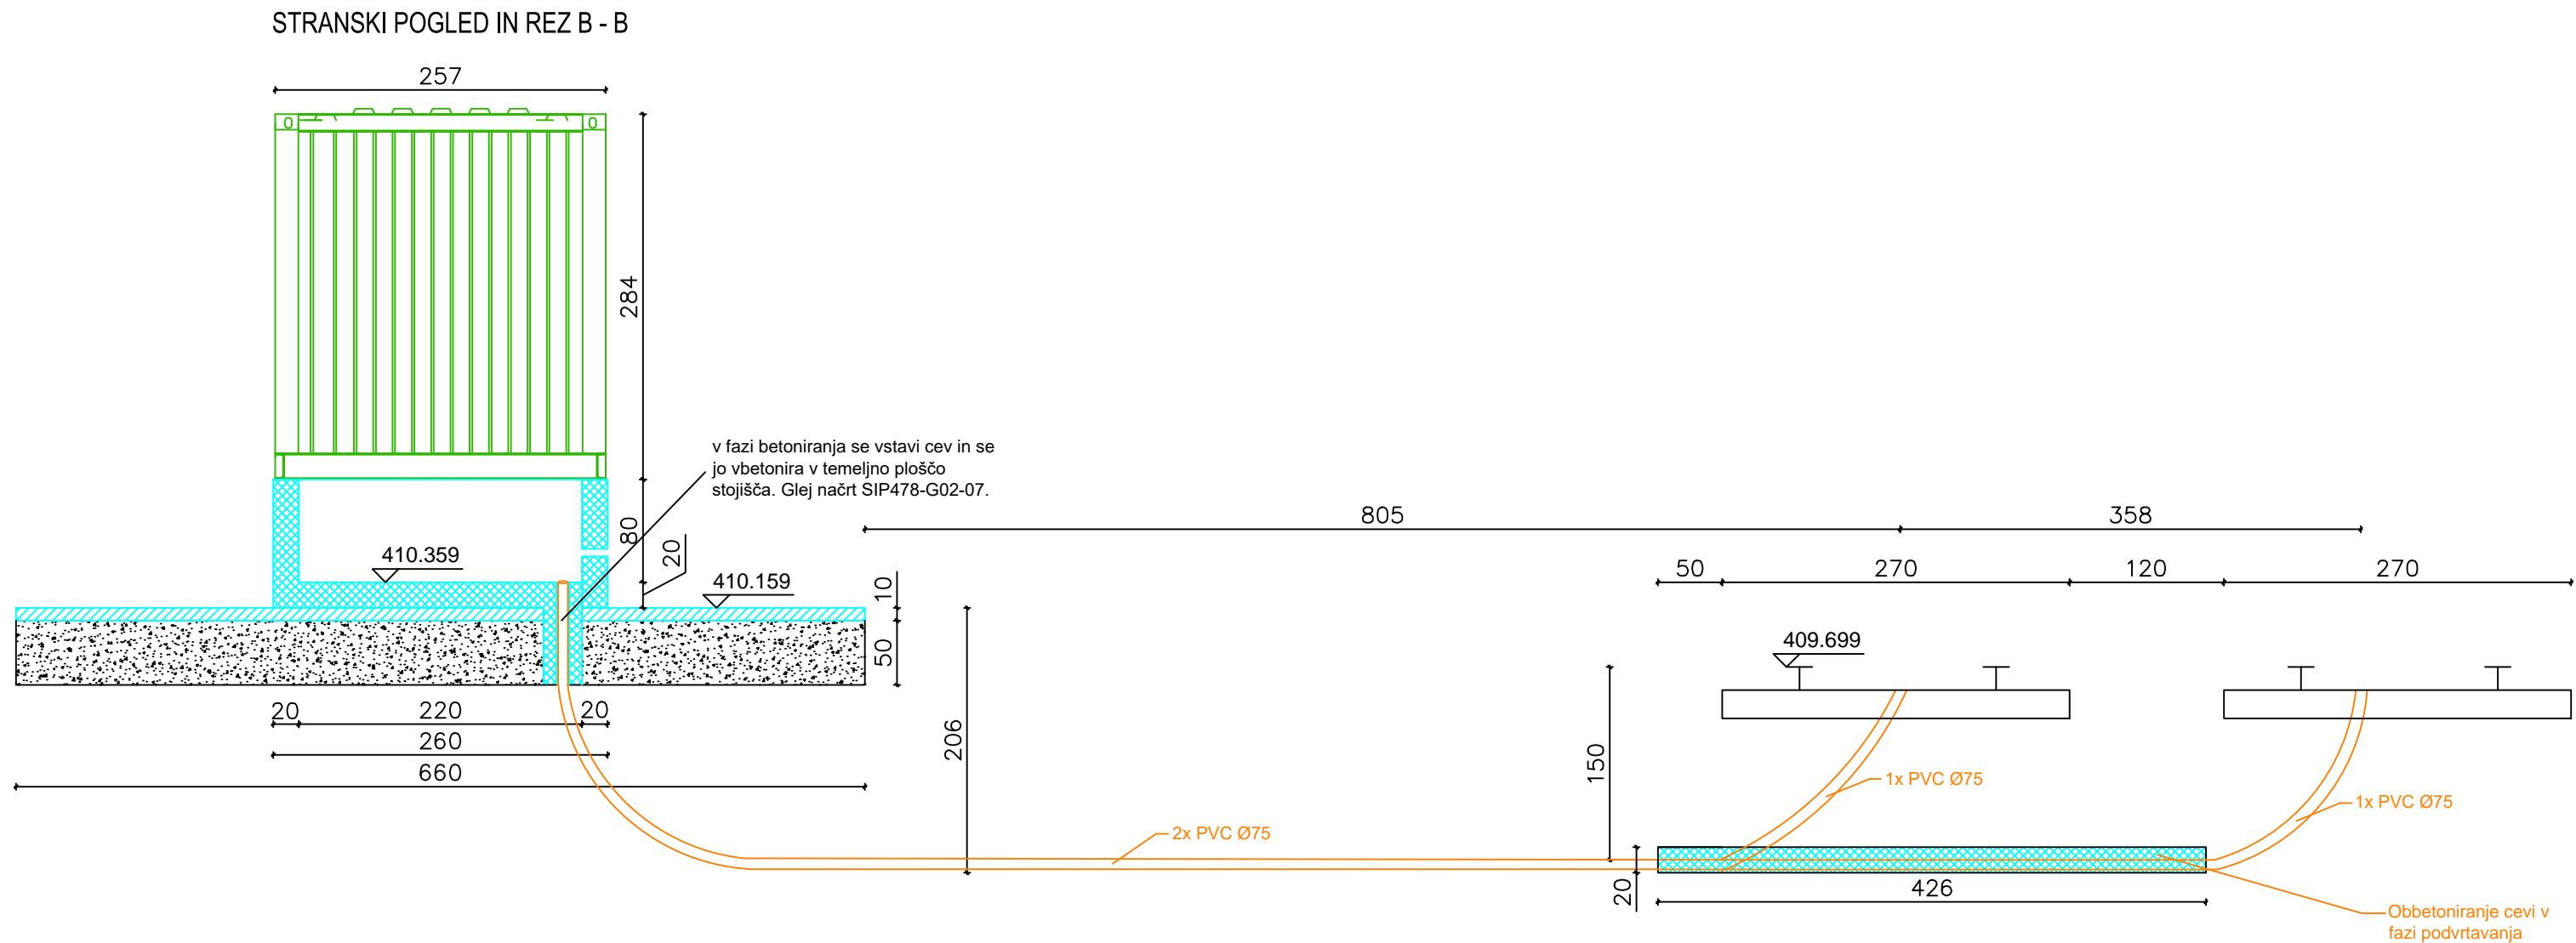 STRANSKI POGLED IN REZ B - B
257
284
v fazi betoniranja se vstavi cev in se
jo vbetonira v temeljno ploščo
stojišča. Glej načrt SIP478-G02-07.
80
20
805
358
410.359
410.159
10
50
50
270
120
270
409.699
20
220
20
260
660
206
150
1x PVC Ø75
1x PVC Ø75
2x PVC Ø75
20
426
Obbetoniranje cevi v
fazi podvrtavanja